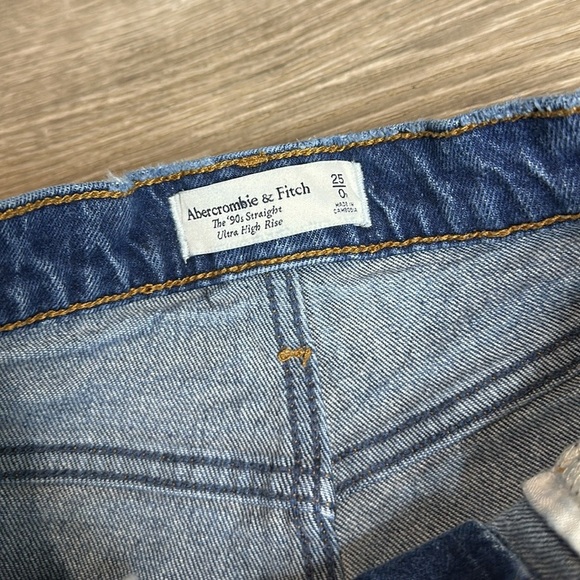 Abercrombie & Fitch
The '90s Straight
Ultra High Rise
25
0
MADE IN
CAMBODIA